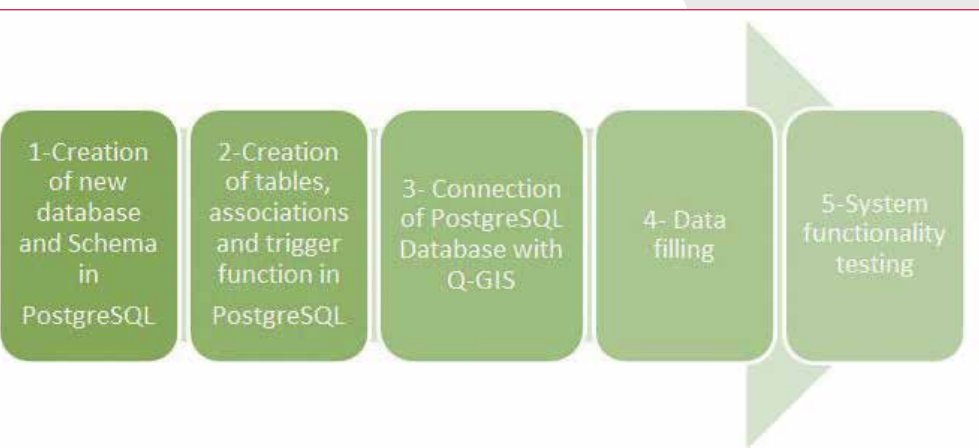 1-Creation
of new
database
and Schema
in
PostgreSQL
2-Creation
of tables,
associations
and trigger
function in
PostgreSQL
3- Connection
of PostgreSQL
Database with
Q-GIS
4- Data
filling
5-System
functionality
testing